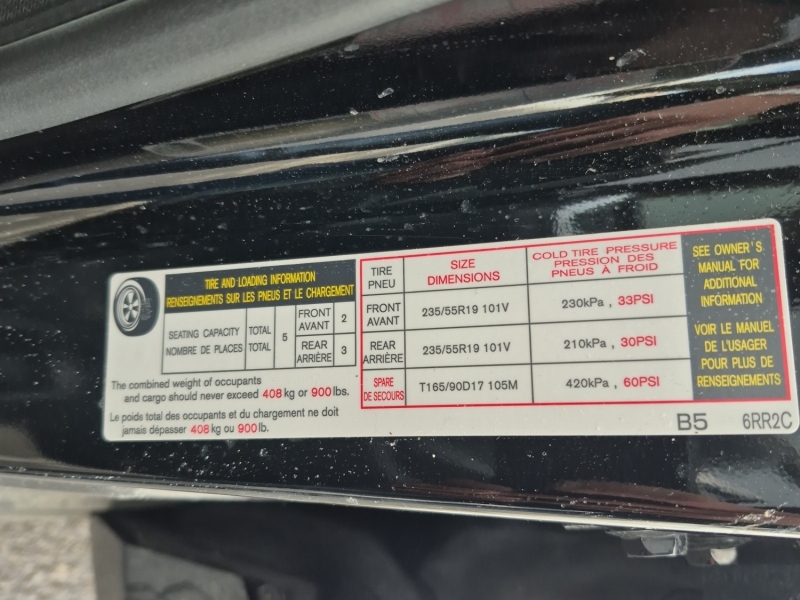 TIRE AND LOADING INFORMATION
RENSEIGNEMENTS SUR LES PNEUS ET LE CHARGEMENT
SEATING CAPACITY
NOMBRE DE PLACES
TOTAL
TOTAL
5
FRONT
AVANT
2
REAR
ARRIÈRE
3
The combined weight of occupants
and cargo should never exceed 408 kg or 900 lbs.
Le poids total des occupants et du chargement ne doit
jamais dépasser 408 kg ou 900 lb.
TIRE
PNEU
SIZE
DIMENSIONS
COLD TIRE PRESSURE
PRESSION DES
PNEUS À FROID
FRONT
AVANT
235/55R19 101V
230kPa , 33PSI
REAR
ARRIÈRE
235/55R19 101V
210kPa , 30PSI
SPARE
DE SECOURS
T165/90D17 105M
420kPa , 60PSI
SEE OWNER'S
MANUAL FOR
ADDITIONAL
INFORMATION
VOIR LE MANUEL
DE L'USAGER
POUR PLUS DE
RENSEIGNEMENTS
B5 6RR2C